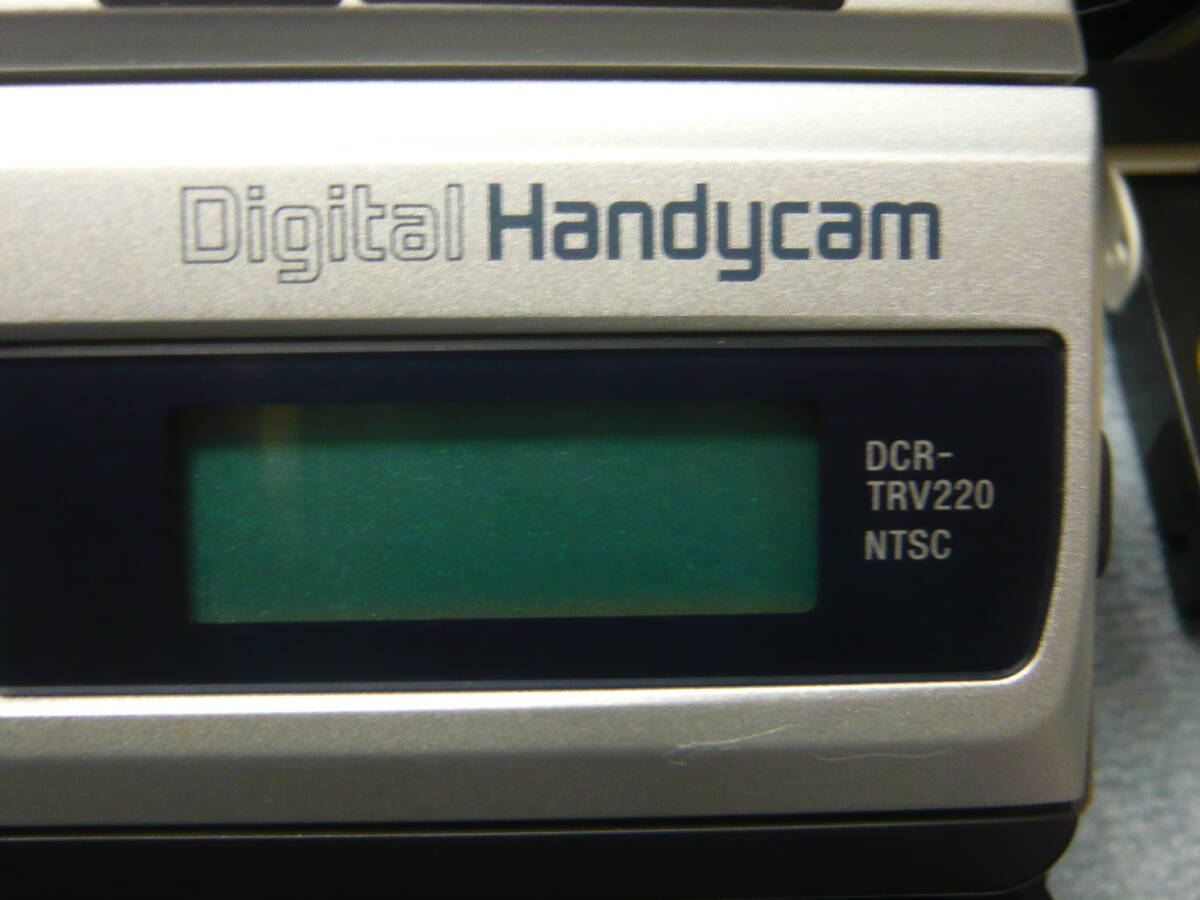 Digital Handycam
DCR-
TRV220
NTSC